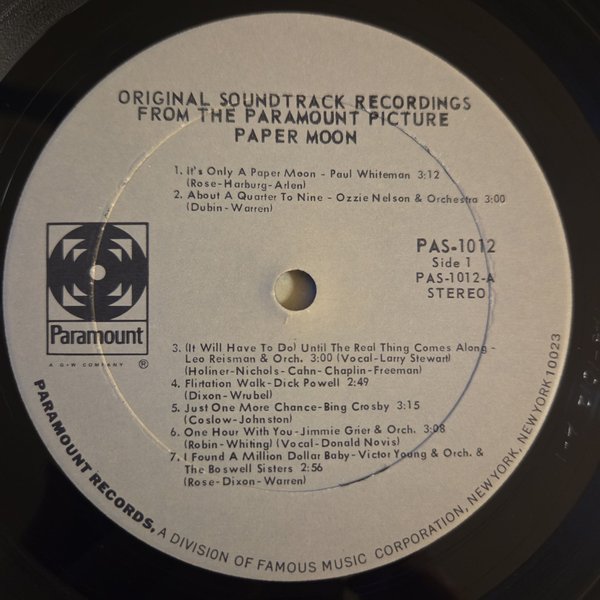 ORIGINAL SOUNDTRACK RECORDINGS
FROM THE PARAMOUNT PICTURE
PAPER MOON
1. It's Only A Paper Moon - Paul Whiteman 3:12
(Rose-Harburg-Arlen)
2. About A Quarter To Nine - Ozzie Nelson & Orchestra 3:00
(Dubin-Warren)
PAS-1012
Side 1
PAS-1012-A
STEREO
Paramount
A G+W COMPANY ®
3. (It Will Have To Do) Until The Real Thing Comes Along -
Leo Reisman & Orch. 3:00 (Vocal-Larry Stewart)
(Holiner-Nichols-Cahn-Chaplin-Freeman)
4. Flirtation Walk-Dick Powell 2:49
(Dixon-Wrubel)
5. Just One More Chance-Bing Crosby 3:15
(Coslow-Johnston)
6. One Hour With You-Jimmie Grier & Orch. 3:08
(Robin-Whiting) (Vocal-Donald Novis)
7. I Found A Million Dollar Baby-Victor Young & Orch. &
The Boswell Sisters 2:56
(Rose-Dixon-Warren)
PARAMOUNT RECORDS, A DIVISION OF FAMOUS MUSIC CORPORATION, NEW YORK, NEW YORK 10023